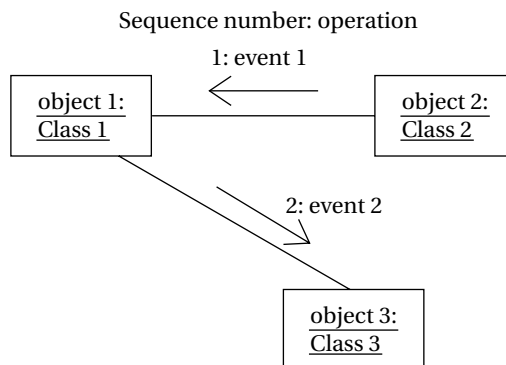 Sequence number: operation
1: event 1
object 1:
Class 1
object 2:
Class 2
2: event 2
object 3:
Class 3